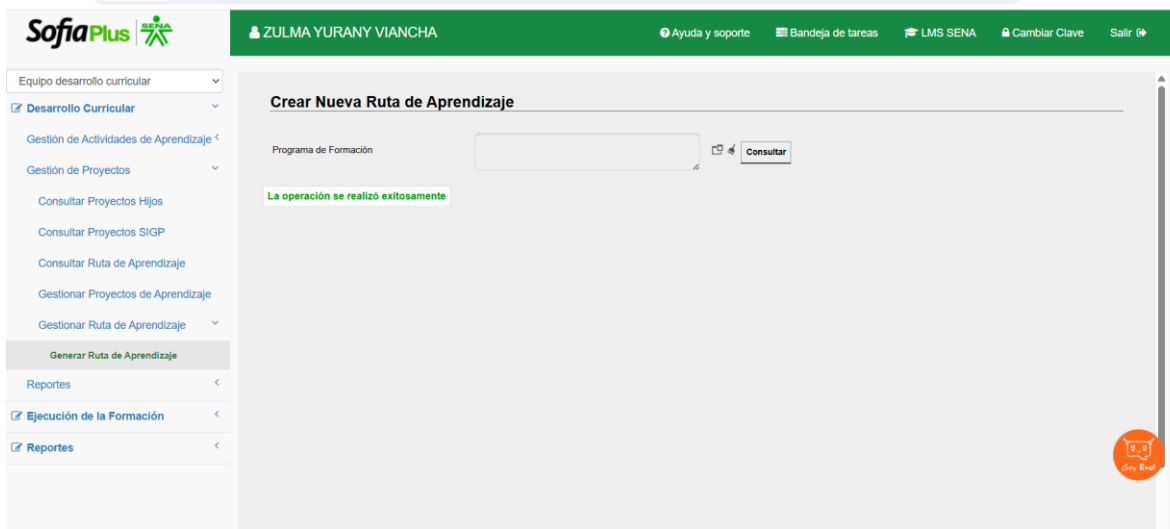 SofiaPlus SENA
ZULMA YURANY VIANCHA
Ayuda y soporte
Bandeja de tareas
LMS SENA
Cambiar Clave
Salir
Equipo desarrollo curricular
Desarrollo Curricular
Gestión de Actividades de Aprendizaje
Gestión de Proyectos
Consultar Proyectos Hijos
Consultar Proyectos SIGP
Consultar Ruta de Aprendizaje
Gestionar Proyectos de Aprendizaje
Gestionar Ruta de Aprendizaje
Generar Ruta de Aprendizaje
Reportes
Ejecución de la Formación
Reportes
Crear Nueva Ruta de Aprendizaje
Programa de Formación
Consultar
La operación se realizó exitosamente
¡Soy Eva!